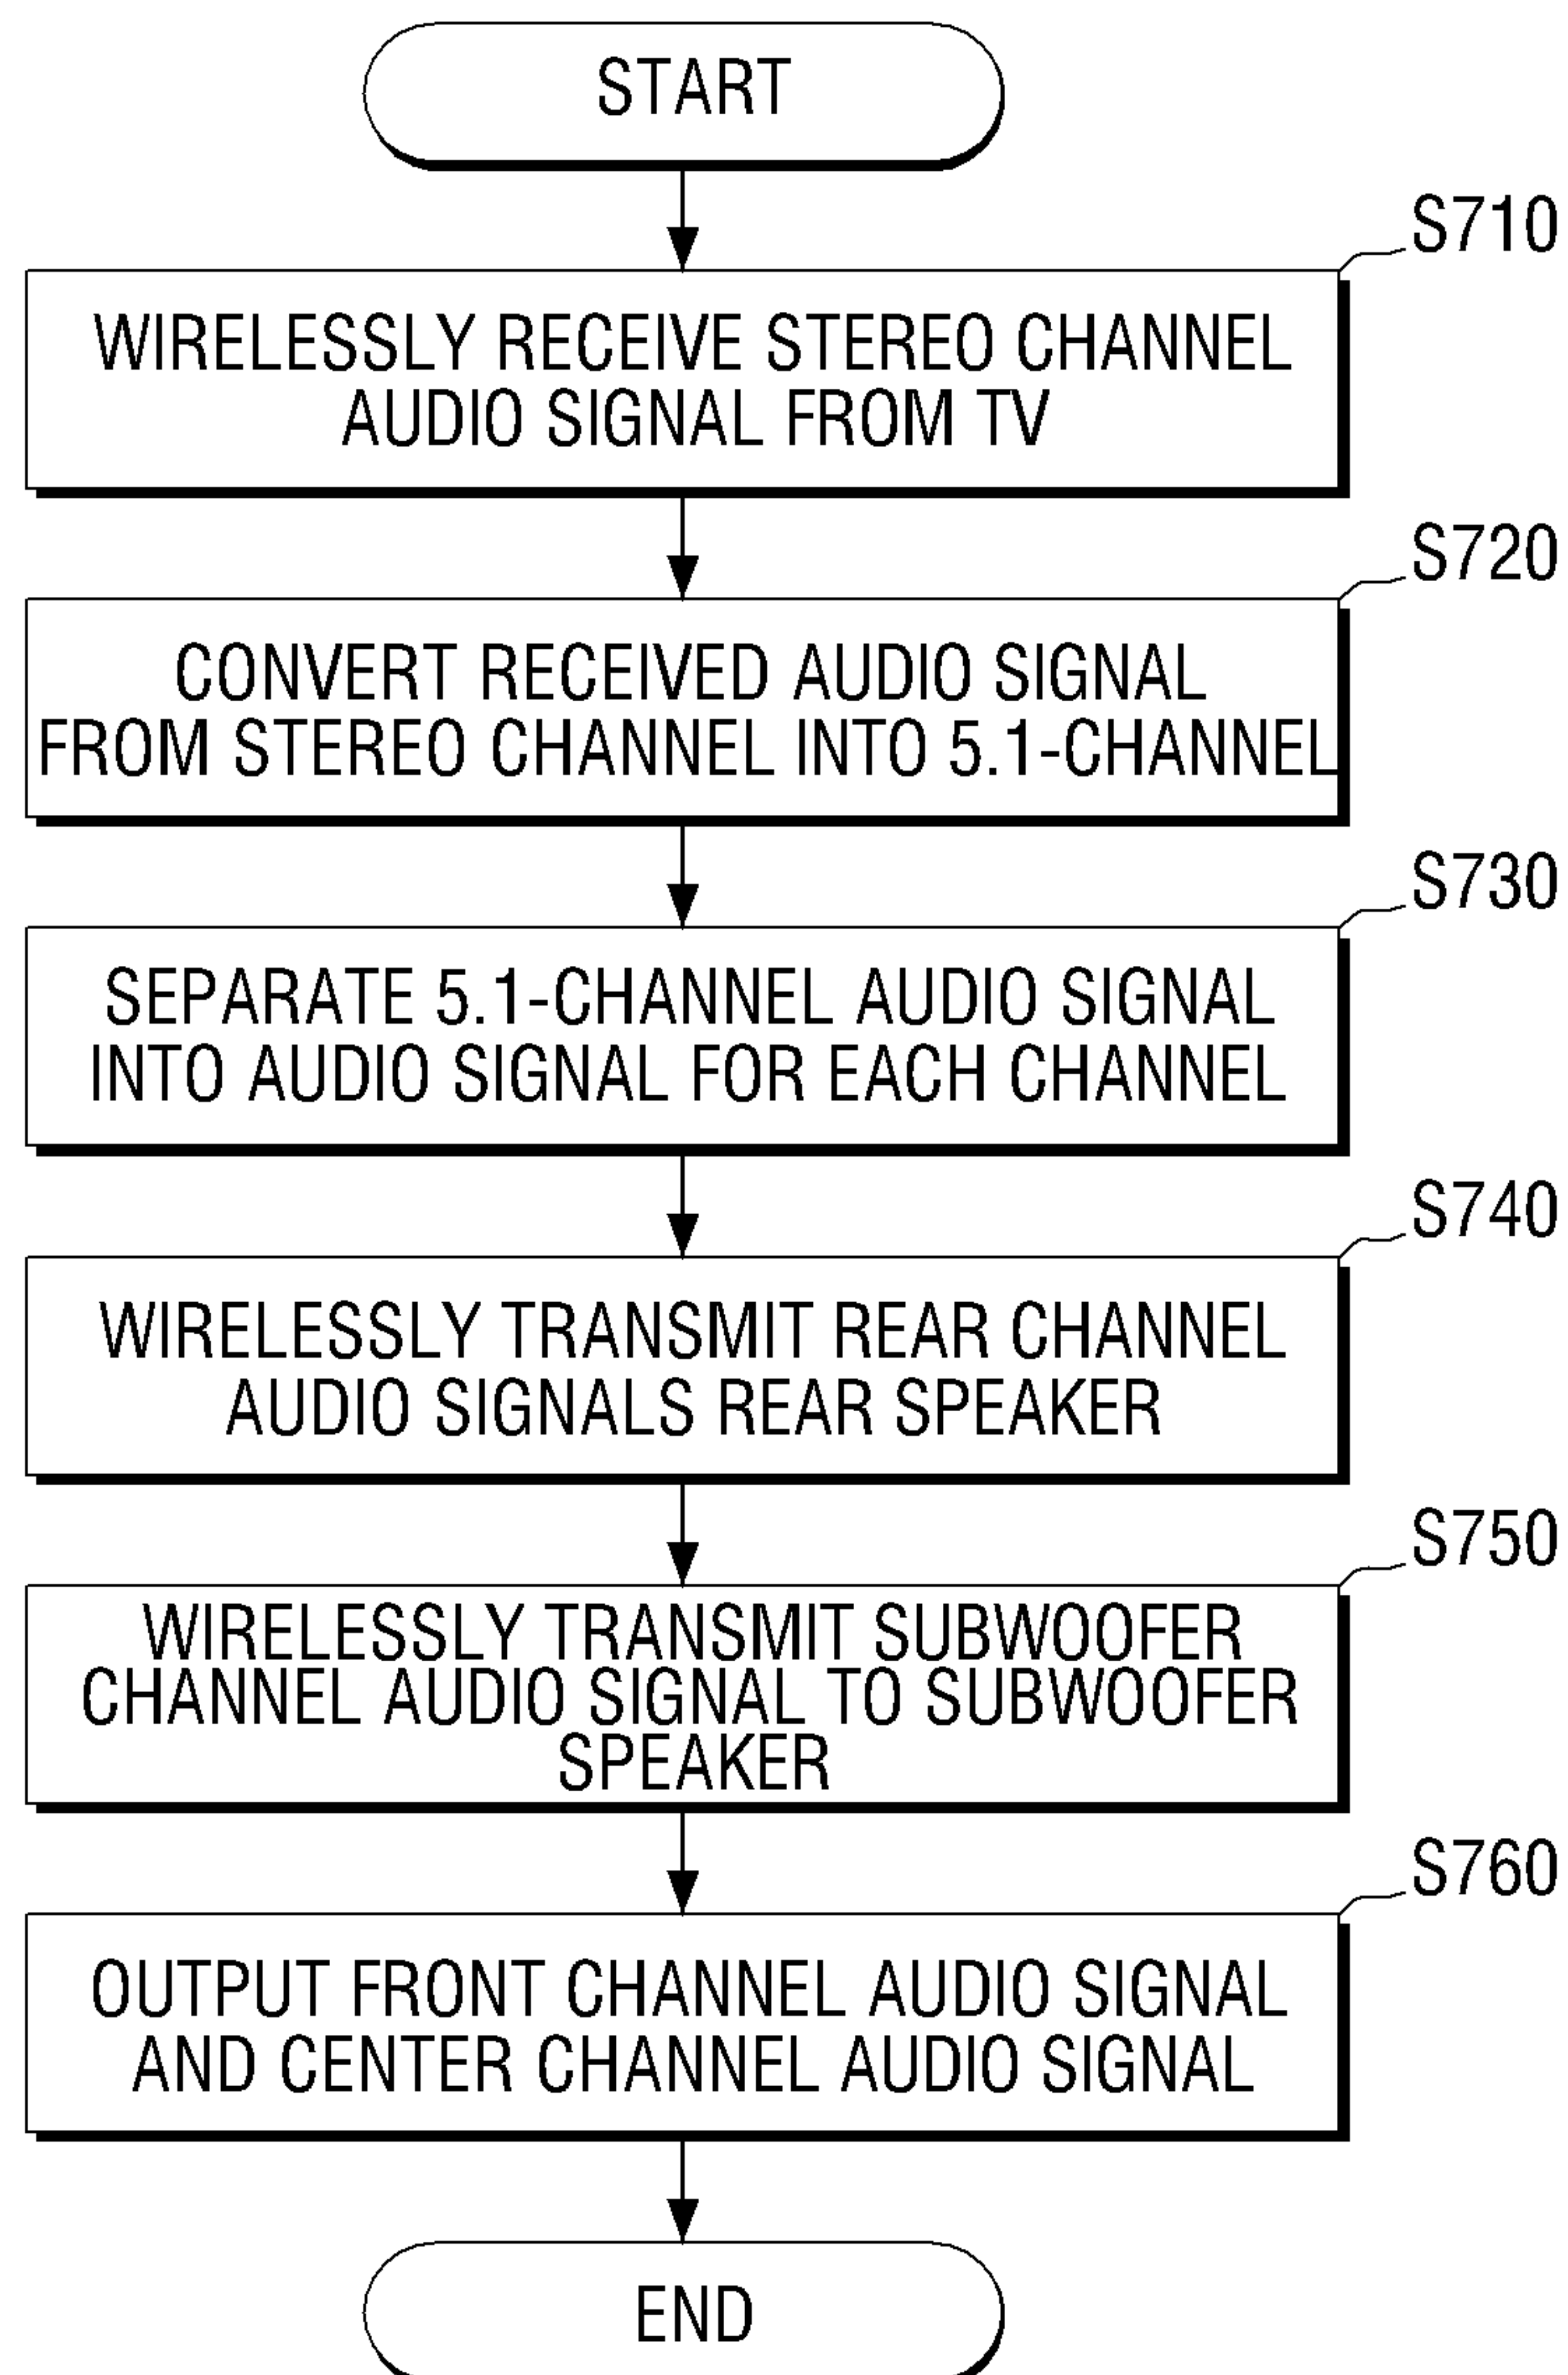 START
S710
WIRELESSLY RECEIVE STEREO CHANNEL
AUDIO SIGNAL FROM TV
S720
CONVERT RECEIVED AUDIO SIGNAL
FROM STEREO CHANNEL INTO 5.1-CHANNEL
S730
SEPARATE 5.1-CHANNEL AUDIO SIGNAL
INTO AUDIO SIGNAL FOR EACH CHANNEL
S740
WIRELESSLY TRANSMIT REAR CHANNEL
AUDIO SIGNALS REAR SPEAKER
S750
WIRELESSLY TRANSMIT SUBWOOFER
CHANNEL AUDIO SIGNAL TO SUBWOOFER
SPEAKER
S760
OUTPUT FRONT CHANNEL AUDIO SIGNAL
AND CENTER CHANNEL AUDIO SIGNAL
END